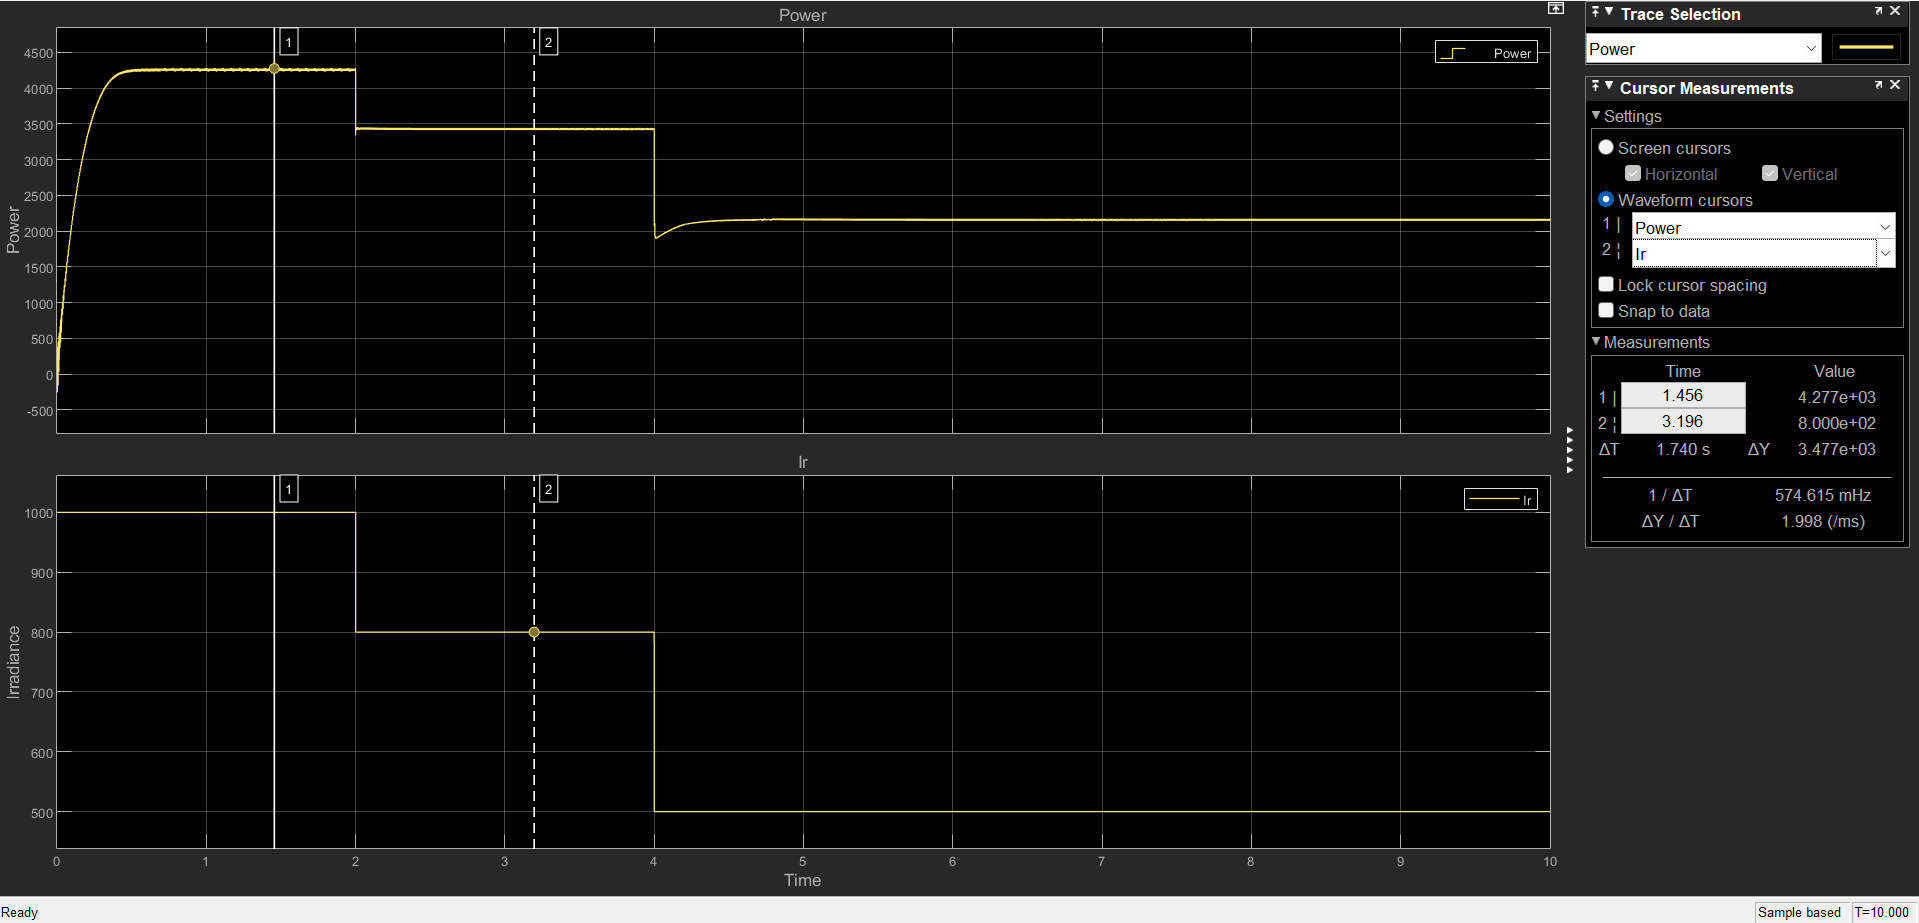 Power
4500
4000
3500
3000
2500
2000
1500
1000
500
0
-500
Power
1
2
Power
Ir
1000
900
800
700
600
500
Irradiance
1
2
Ir
0 1 2 3 4 5 6 7 8 9 10
Time
Trace Selection
Power
Cursor Measurements
Settings
Screen cursors
Horizontal Vertical
Waveform cursors
1 | Power
2 ¦ Ir
Lock cursor spacing
Snap to data
Measurements
Time Value
1 | 1.456 4.277e+03
2 ¦ 3.196 8.000e+02
ΔT 1.740 s ΔY 3.477e+03
1 / ΔT 574.615 mHz
ΔY / ΔT 1.998 (/ms)
Ready
Sample based T=10.000